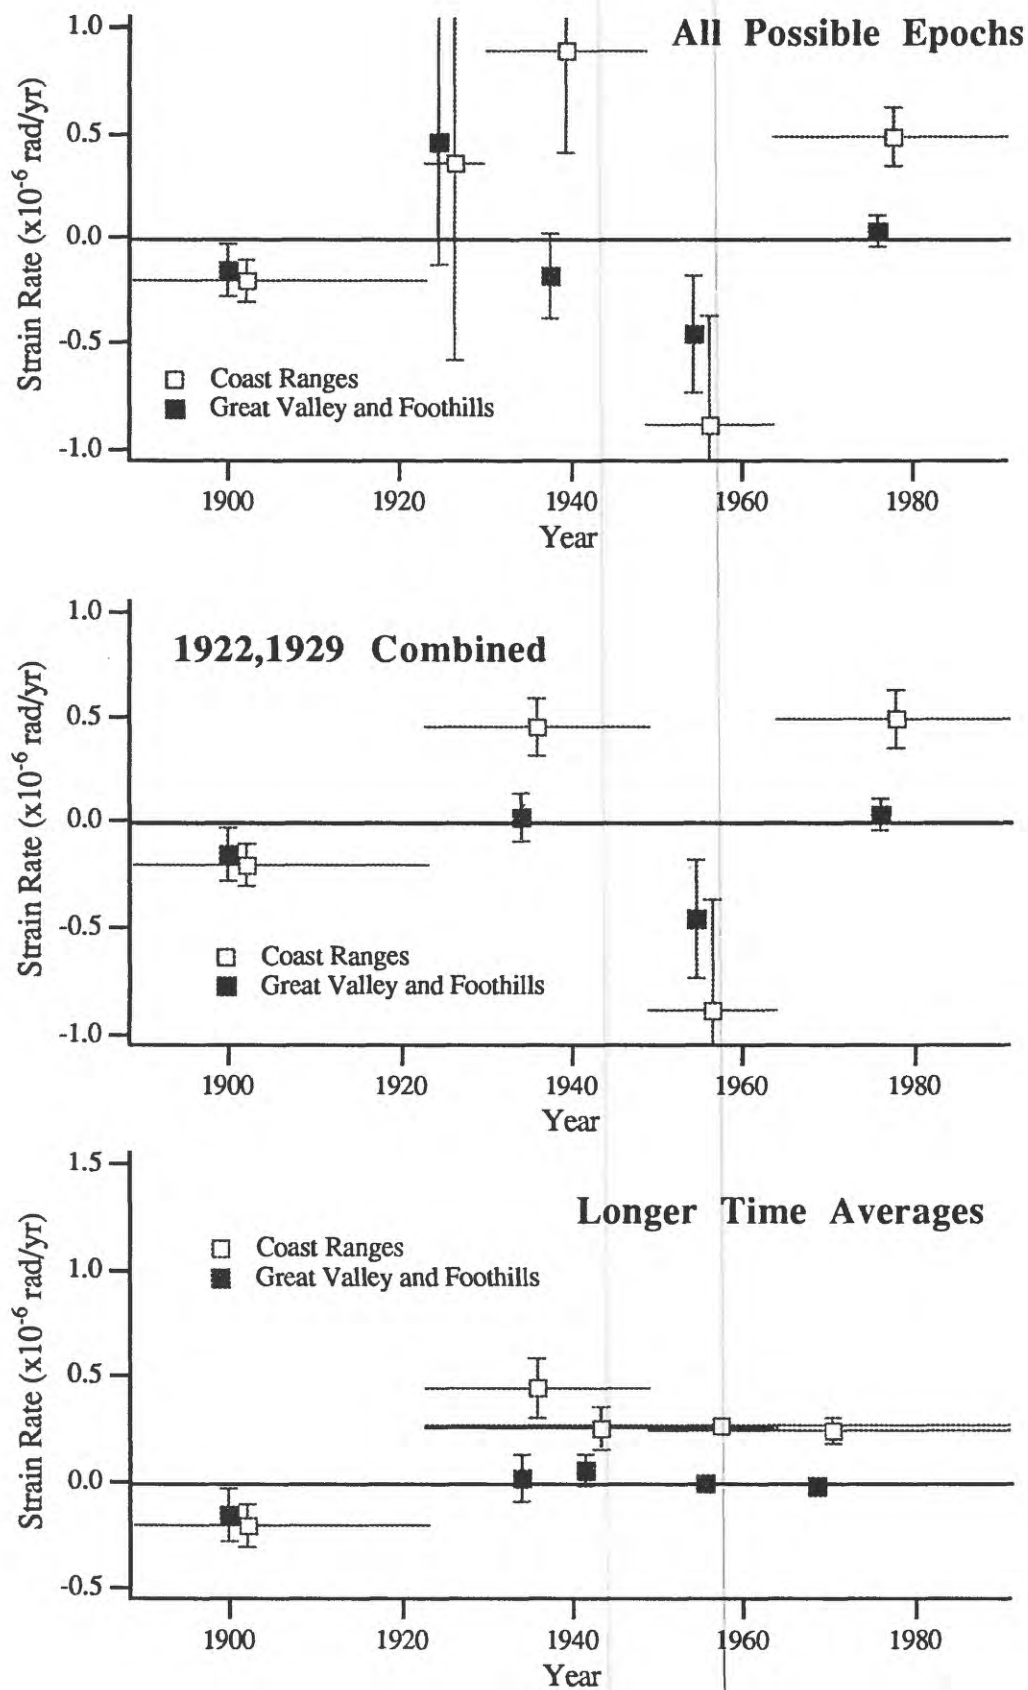 All Possible Epochs
Strain Rate (x10⁻⁶ rad/yr)
1.0
0.5
0.0
-0.5
-1.0
Coast Ranges
Great Valley and Foothills
1900 1920 1940 1960 1980
Year
1922,1929 Combined
Strain Rate (x10⁻⁶ rad/yr)
1.0
0.5
0.0
-0.5
-1.0
Coast Ranges
Great Valley and Foothills
1900 1920 1940 1960 1980
Year
Longer Time Averages
Strain Rate (x10⁻⁶ rad/yr)
1.5
1.0
0.5
0.0
-0.5
Coast Ranges
Great Valley and Foothills
1900 1920 1940 1960 1980
Year